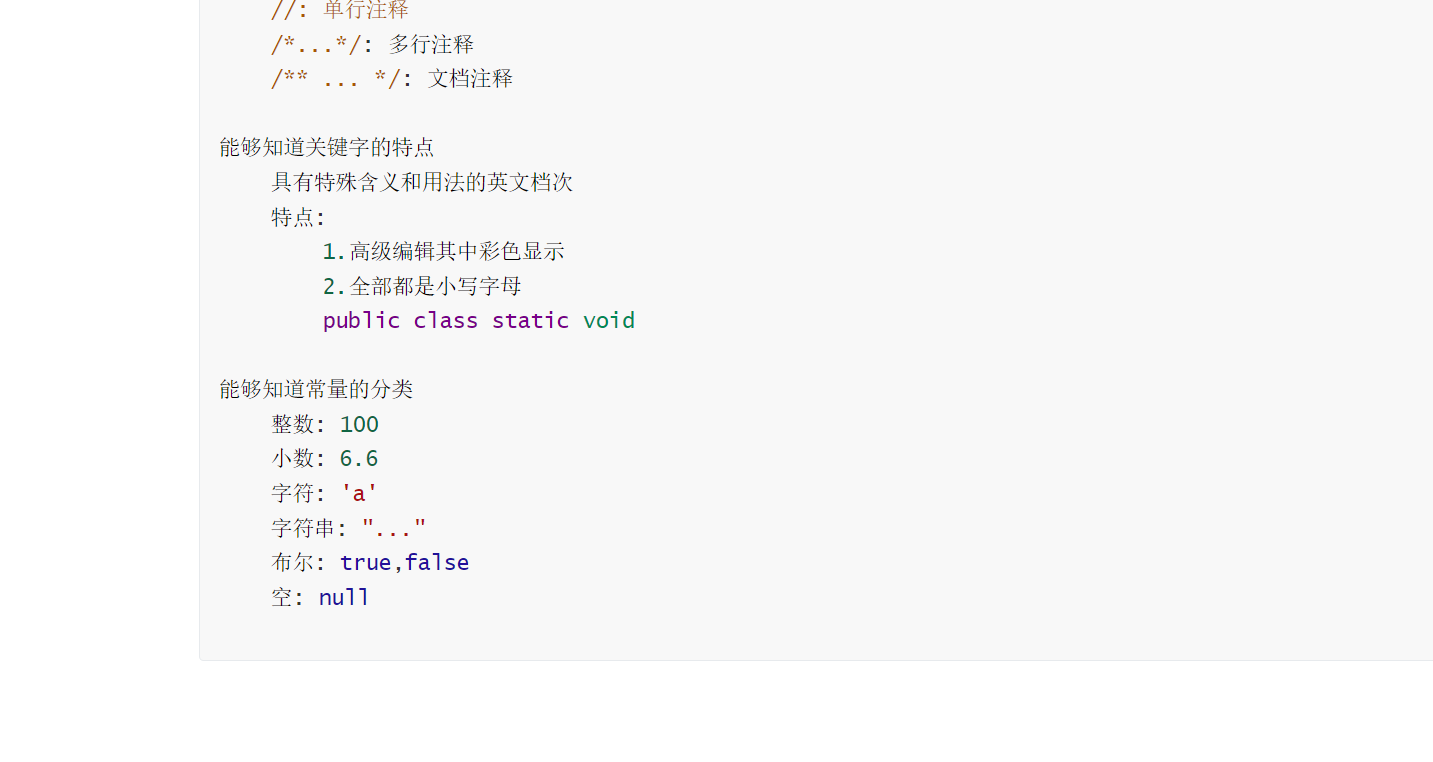 //: 单行注释
/*...*/: 多行注释
/** ... */: 文档注释
能够知道关键字的特点
具有特殊含义和用法的英文档次
特点:
1.高级编辑其中彩色显示
2.全部都是小写字母
public class static void
能够知道常量的分类
整数: 100
小数: 6.6
字符: 'a'
字符串: "..."
布尔: true,false
空: null